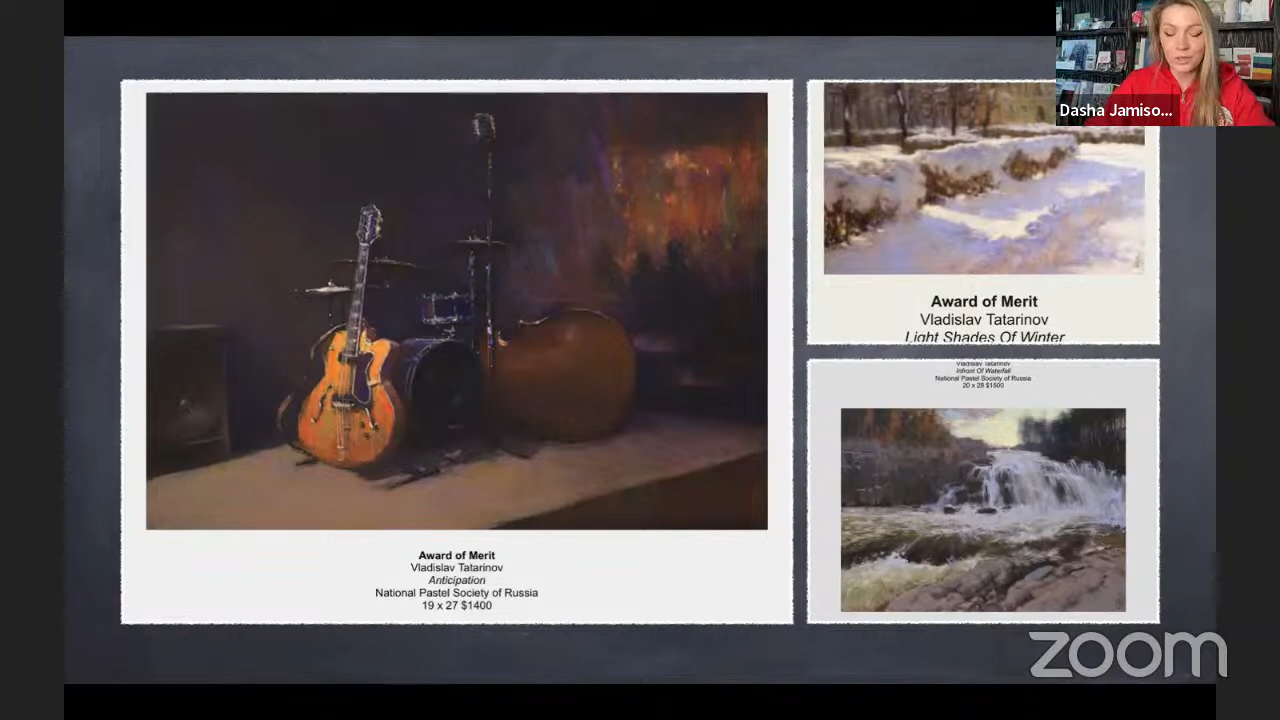 Dasha Jamiso...
Award of Merit
Vladislav Tatarinov
Light Shades Of Winter
Vladislav Tatarinov
Infront Of Waterfall
National Pastel Society of Russia
20 x 28 $1500
Award of Merit
Vladislav Tatarinov
Anticipation
National Pastel Society of Russia
19 x 27 $1400
zoom